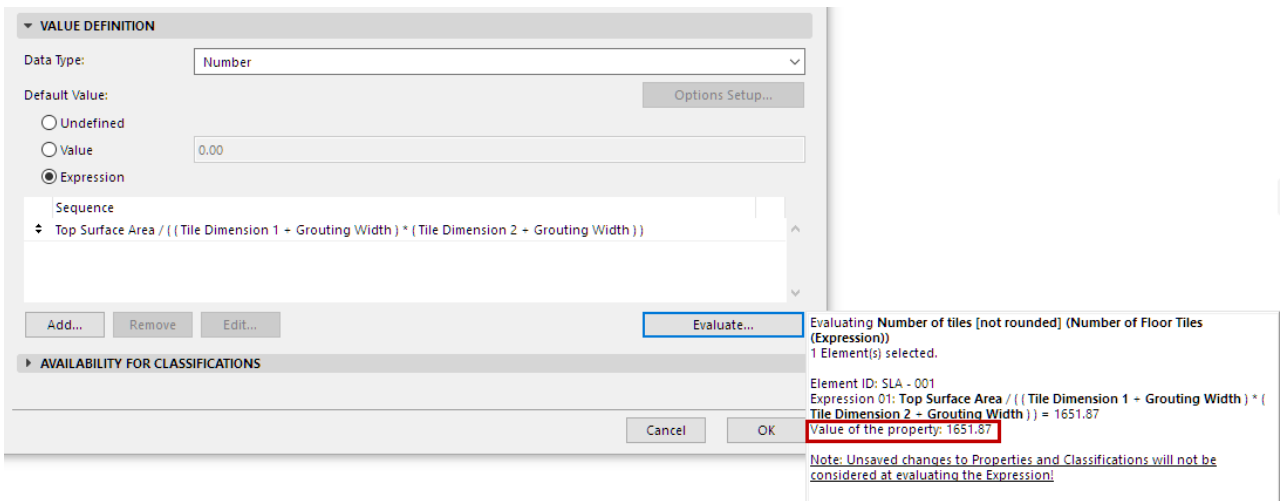 VALUE DEFINITION
Data Type:
Number
Default Value:
Options Setup...
Undefined
Value
0.00
Expression
Sequence
Top Surface Area / ( ( Tile Dimension 1 + Grouting Width ) * ( Tile Dimension 2 + Grouting Width ) )
Add...
Remove
Edit...
Evaluate...
AVAILABILITY FOR CLASSIFICATIONS
Cancel
OK
Evaluating Number of tiles [not rounded] (Number of Floor Tiles
(Expression))
1 Element(s) selected.
Element ID: SLA - 001
Expression 01: Top Surface Area / ( ( Tile Dimension 1 + Grouting Width ) * (
Tile Dimension 2 + Grouting Width ) ) = 1651.87
Value of the property: 1651.87
Note: Unsaved changes to Properties and Classifications will not be
considered at evaluating the Expression!